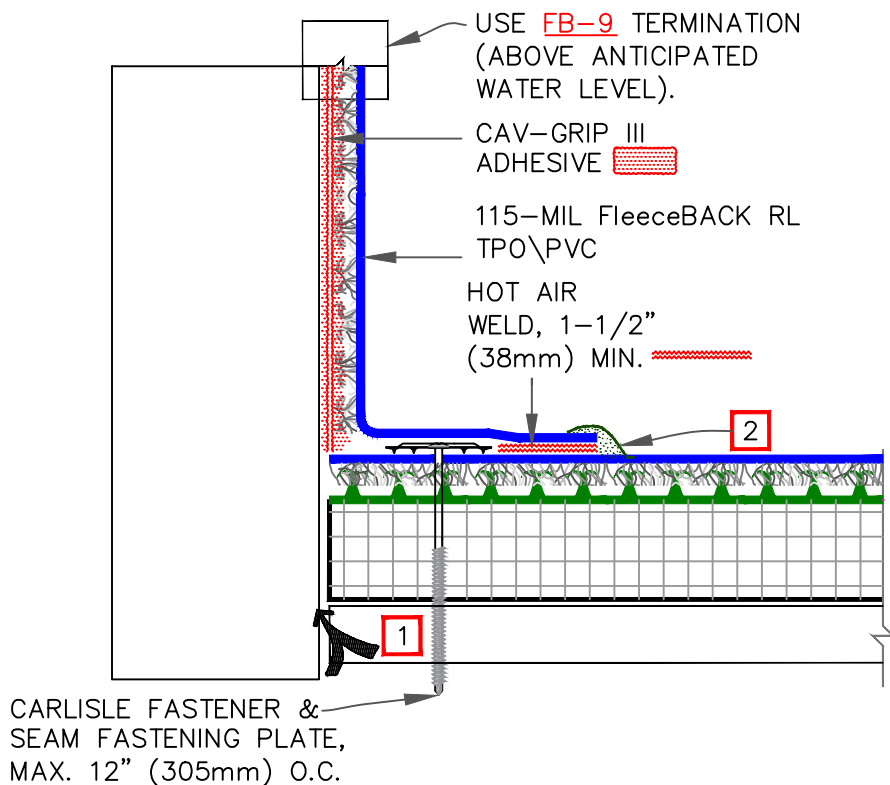 USE FB-9 TERMINATION
(ABOVE ANTICIPATED
WATER LEVEL).
CAV-GRIP III
ADHESIVE
115-MIL FleeceBACK RL
TPO\PVC
HOT AIR
WELD, 1-1/2”
(38mm) MIN.
2
1
CARLISLE FASTENER &
SEAM FASTENING PLATE,
MAX. 12” (305mm) O.C.